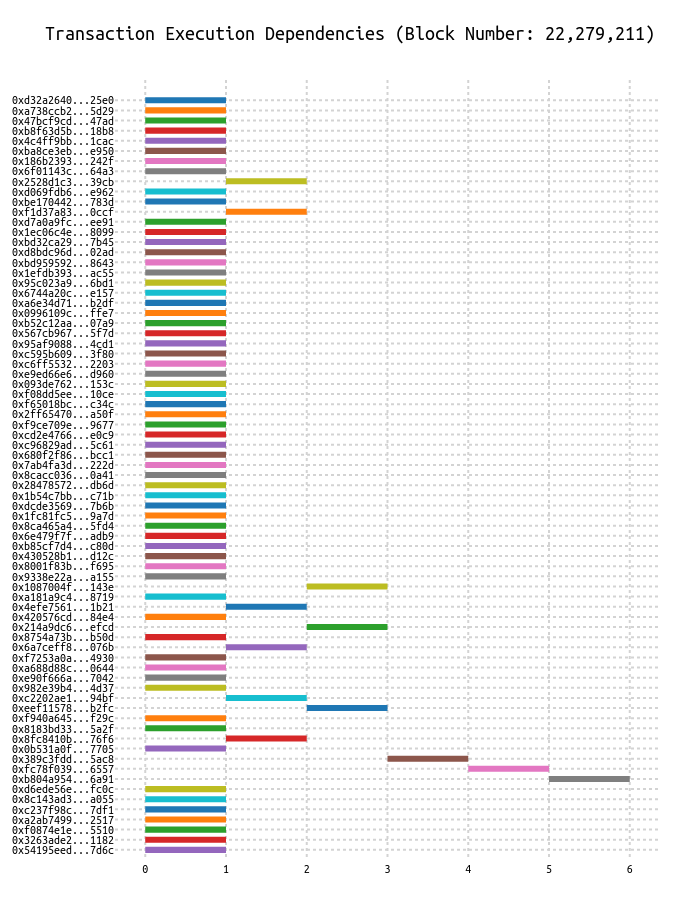 Transaction Execution Dependencies (Block Number: 22,279,211)
0xd32a2640...25e0
0xa738ccb2...5d29
0x47bcf9cd...47ad
0xb8f63d5b...18b8
0x4c4ff9bb...1cac
0xba8ce3eb...e950
0x186b2393...242f
0x6f01143c...64a3
0x2528d1c3...39cb
0xd069fdb6...e962
0xbe170442...783d
0xf1d37a83...0ccf
0xd7a0a9fc...ee91
0x1ec06c4e...8099
0xbd32ca29...7b45
0xd8bdc96d...02ad
0xbd959592...8643
0x1efdb393...ac55
0x95c023a9...6bd1
0x6744a20c...e157
0xa6e34d71...b2df
0x0996109c...ffe7
0xb52c12aa...07a9
0x567cb967...5f7d
0x95af9088...4cd1
0xc595b609...3f80
0xc6ff5532...2203
0xe9ed66e6...d960
0x093de762...153c
0xf08dd5ee...10ce
0xf65018bc...c34c
0x2ff65470...a50f
0xf9ce709e...9677
0xcd2e4766...e0c9
0xc96829ad...5c61
0x680f2f86...bcc1
0x7ab4fa3d...222d
0x8cacc036...0a41
0x28478572...db6d
0x1b54c7bb...c71b
0xdcde3569...7b6b
0x1fc81fc5...9a7d
0x8ca465a4...5fd4
0x6e479f7f...adb9
0xb85cf7d4...c80d
0x430528b1...d12c
0x8001f83b...f695
0x9338e22a...a155
0x1087004f...143e
0xa181a9c4...8719
0x4efe7561...1b21
0x420576cd...84e4
0x214a9dc6...efcd
0x8754a73b...b50d
0x6a7ceff8...076b
0xf7253a0a...4930
0xa688d88c...0644
0xe90f666a...7042
0x982e39b4...4d37
0xc2202ae1...94bf
0xeef11578...b2fc
0xf940a645...f29c
0x8183bd33...5a2f
0x8fc8410b...76f6
0x0b531a0f...7705
0x389c3fdd...5ac8
0xfc78f039...6557
0xb804a954...6a91
0xd6ede56e...fc0c
0x8c143ad3...a055
0xc237f98c...7df1
0xa2ab7499...2517
0xf0874e1e...5510
0x3263ade2...1182
0x54195eed...7d6c
0 1 2 3 4 5 6